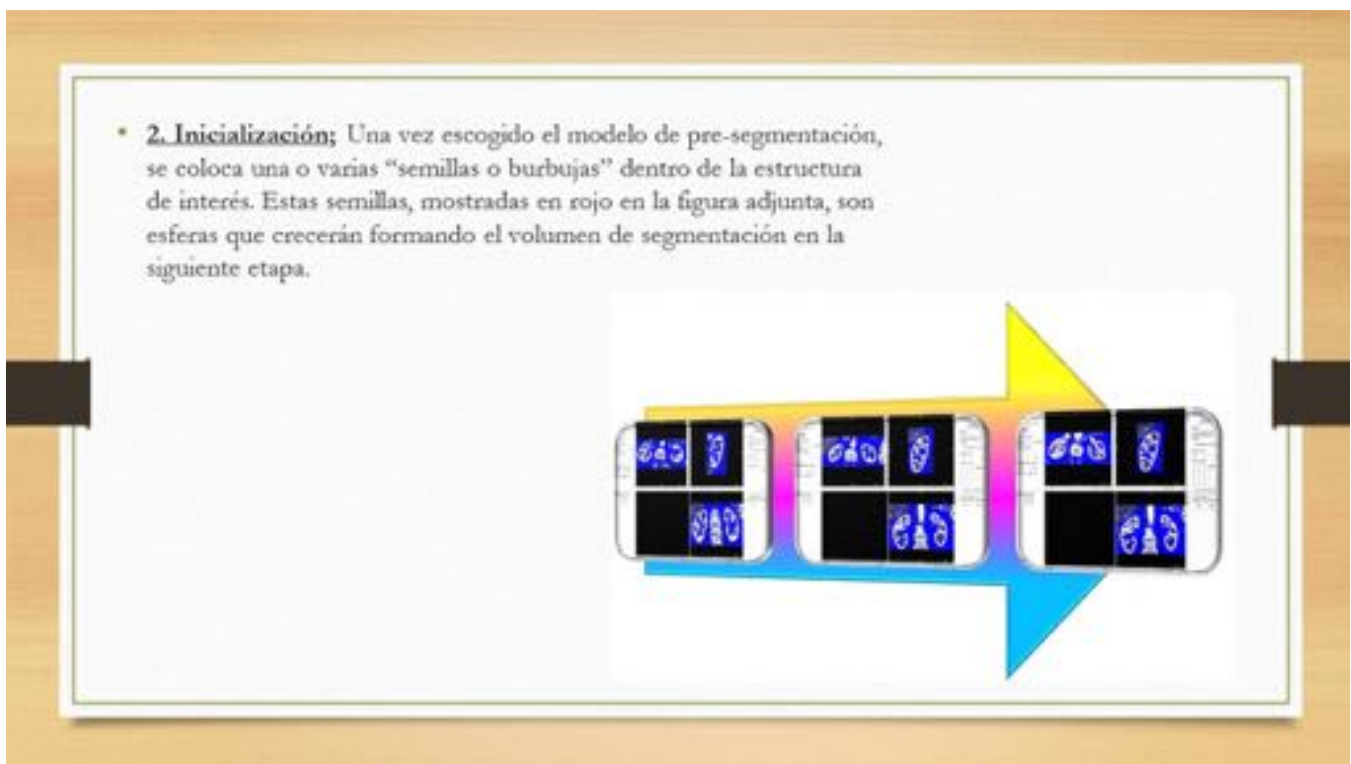 • 2. Inicialización; Una vez escogido el modelo de pre-segmentación,
se coloca una o varias “semillas o burbujas” dentro de la estructura
de interés. Estas semillas, mostradas en rojo en la figura adjunta, son
esferas que crecerán formando el volumen de segmentación en la
siguiente etapa.